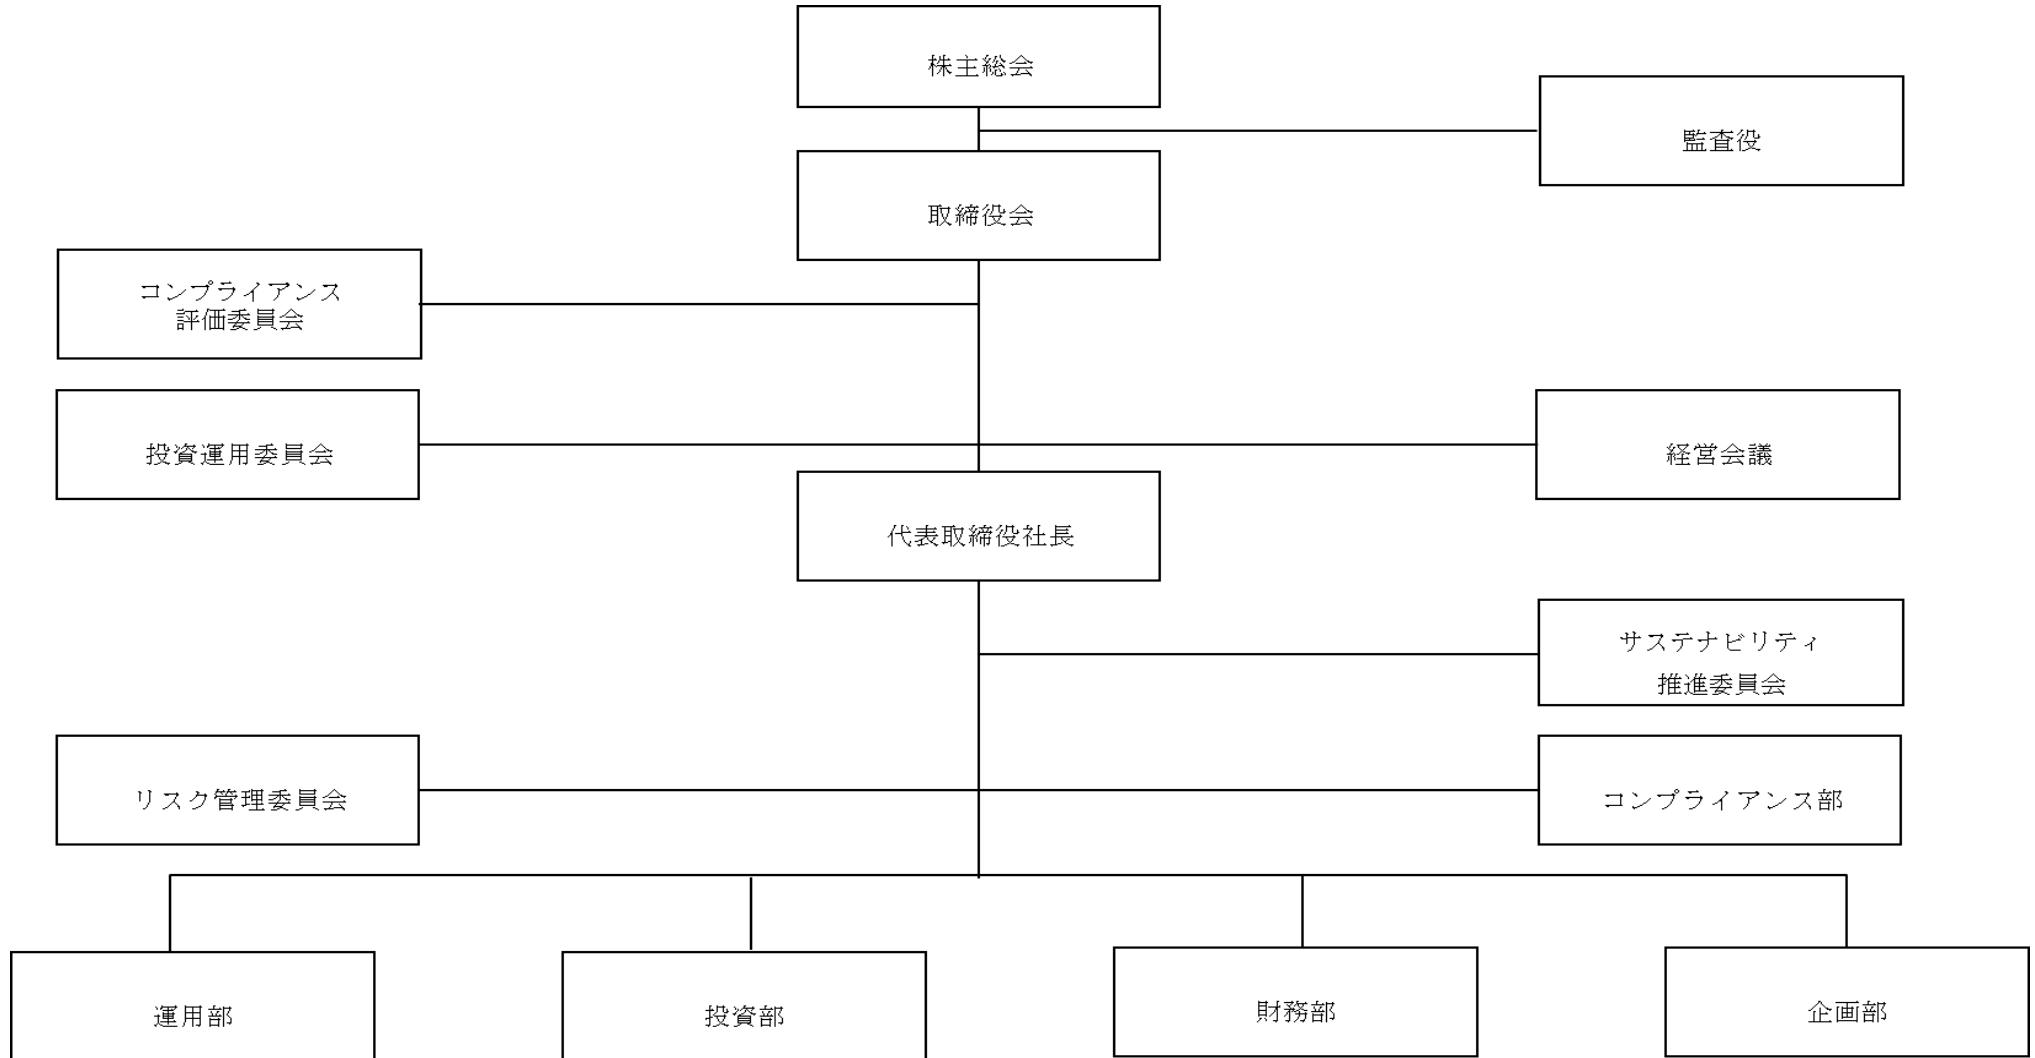 株主総会
監査役
取締役会
コンプライアンス
評価委員会
投資運用委員会
経営会議
代表取締役社長
サステナビリティ
推進委員会
リスク管理委員会
コンプライアンス部
運用部
投資部
財務部
企画部